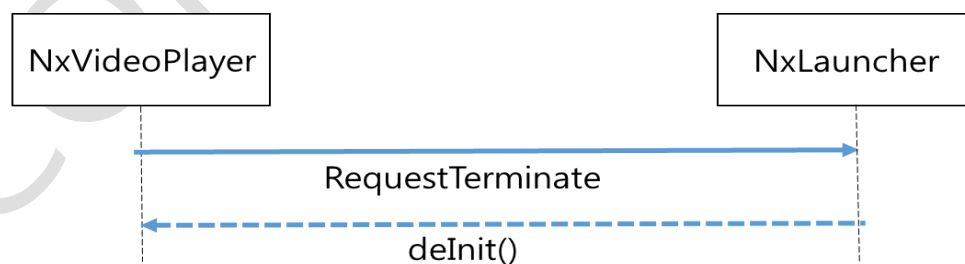 NxVideoPlayer
NxLauncher
RequestTerminate
deInit()